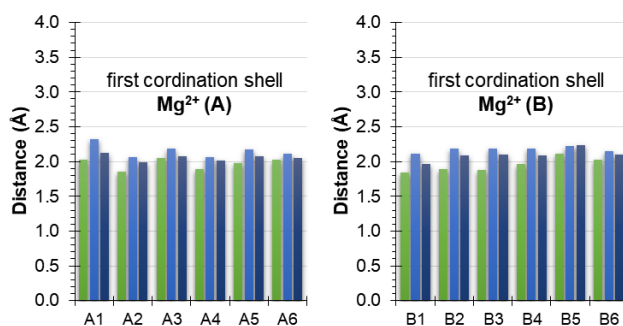 4.0
3.5
3.0
2.5
2.0
1.5
1.0
0.5
0.0
Distance (Å)
first cordination shell
Mg²⁺ (A)
A1 A2 A3 A4 A5 A6
4.0
3.5
3.0
2.5
2.0
1.5
1.0
0.5
0.0
Distance (Å)
first cordination shell
Mg²⁺ (B)
B1 B2 B3 B4 B5 B6